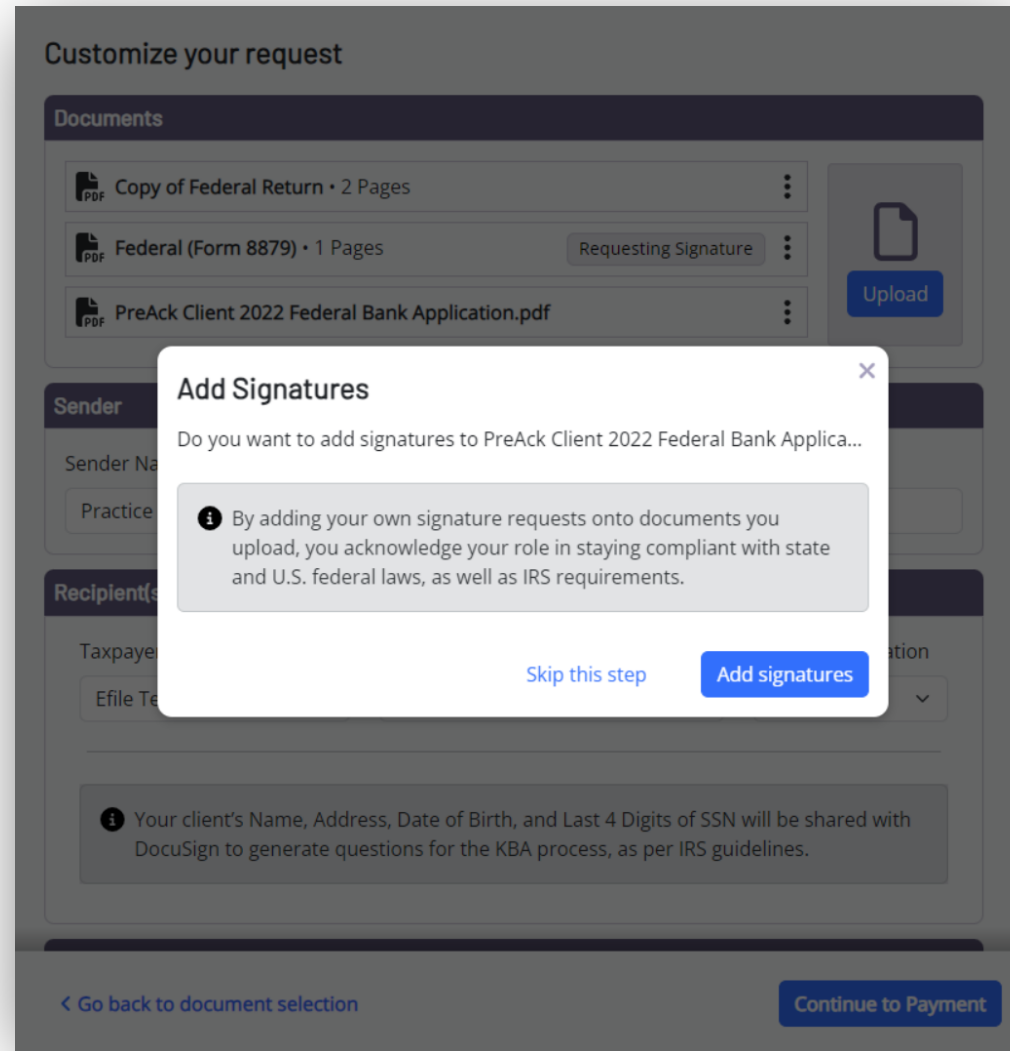 Customize your request
Documents
PDF Copy of Federal Return • 2 Pages
PDF Federal (Form 8879) • 1 Pages Requesting Signature
PDF PreAck Client 2022 Federal Bank Application.pdf
Upload
Add Signatures
Do you want to add signatures to PreAck Client 2022 Federal Bank Applica...
By adding your own signature requests onto documents you
upload, you acknowledge your role in staying compliant with state
and U.S. federal laws, as well as IRS requirements.
Skip this step Add signatures
Sender
Sender Na
Practice
Recipient(s
Taxpaye ation
Efile Te
Your client's Name, Address, Date of Birth, and Last 4 Digits of SSN will be shared with
DocuSign to generate questions for the KBA process, as per IRS guidelines.
< Go back to document selection Continue to Payment